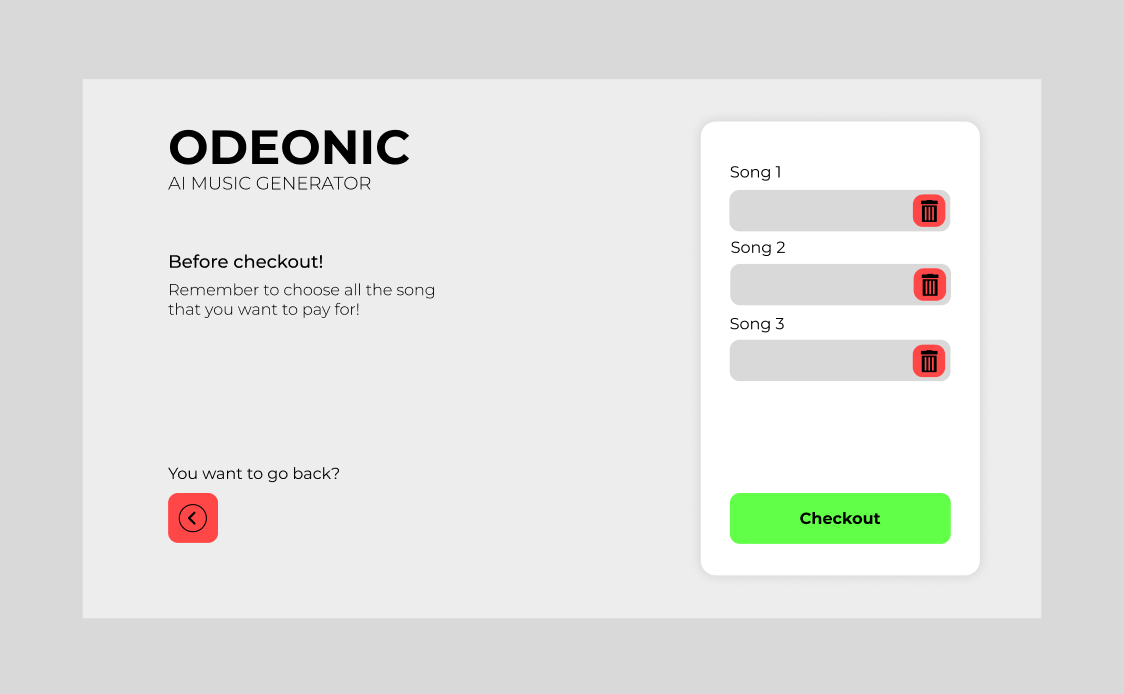 ODEONIC
AI MUSIC GENERATOR
Before checkout!
Remember to choose all the song
that you want to pay for!
You want to go back?
Song 1
Song 2
Song 3
Checkout